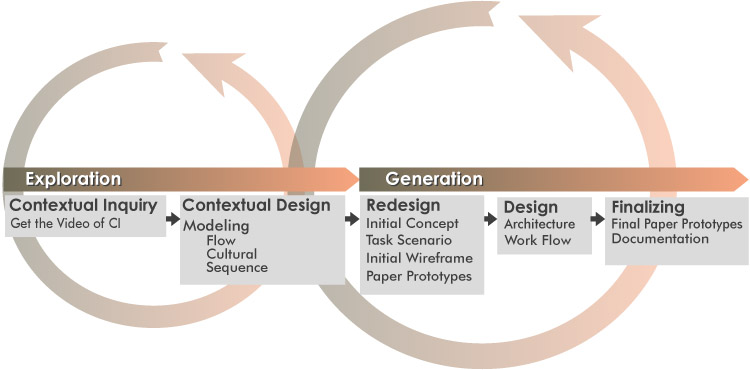 Exploration
Generation
Contextual Inquiry
Get the Video of CI
Contextual Design
Modeling
Flow
Cultural
Sequence
Redesign
Initial Concept
Task Scenario
Initial Wireframe
Paper Prototypes
Design
Architecture
Work Flow
Finalizing
Final Paper Prototypes
Documentation